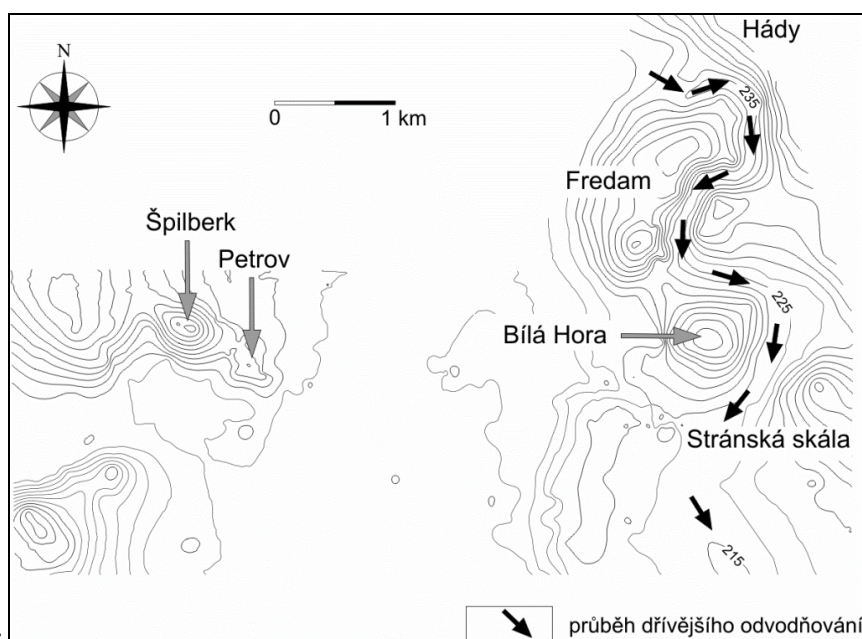 Hády
N
235
0 1 km
Fredam
Špilberk
Petrov
225
Bílá Hora
Stránská skála
215
průběh dřívějšího odvodňování